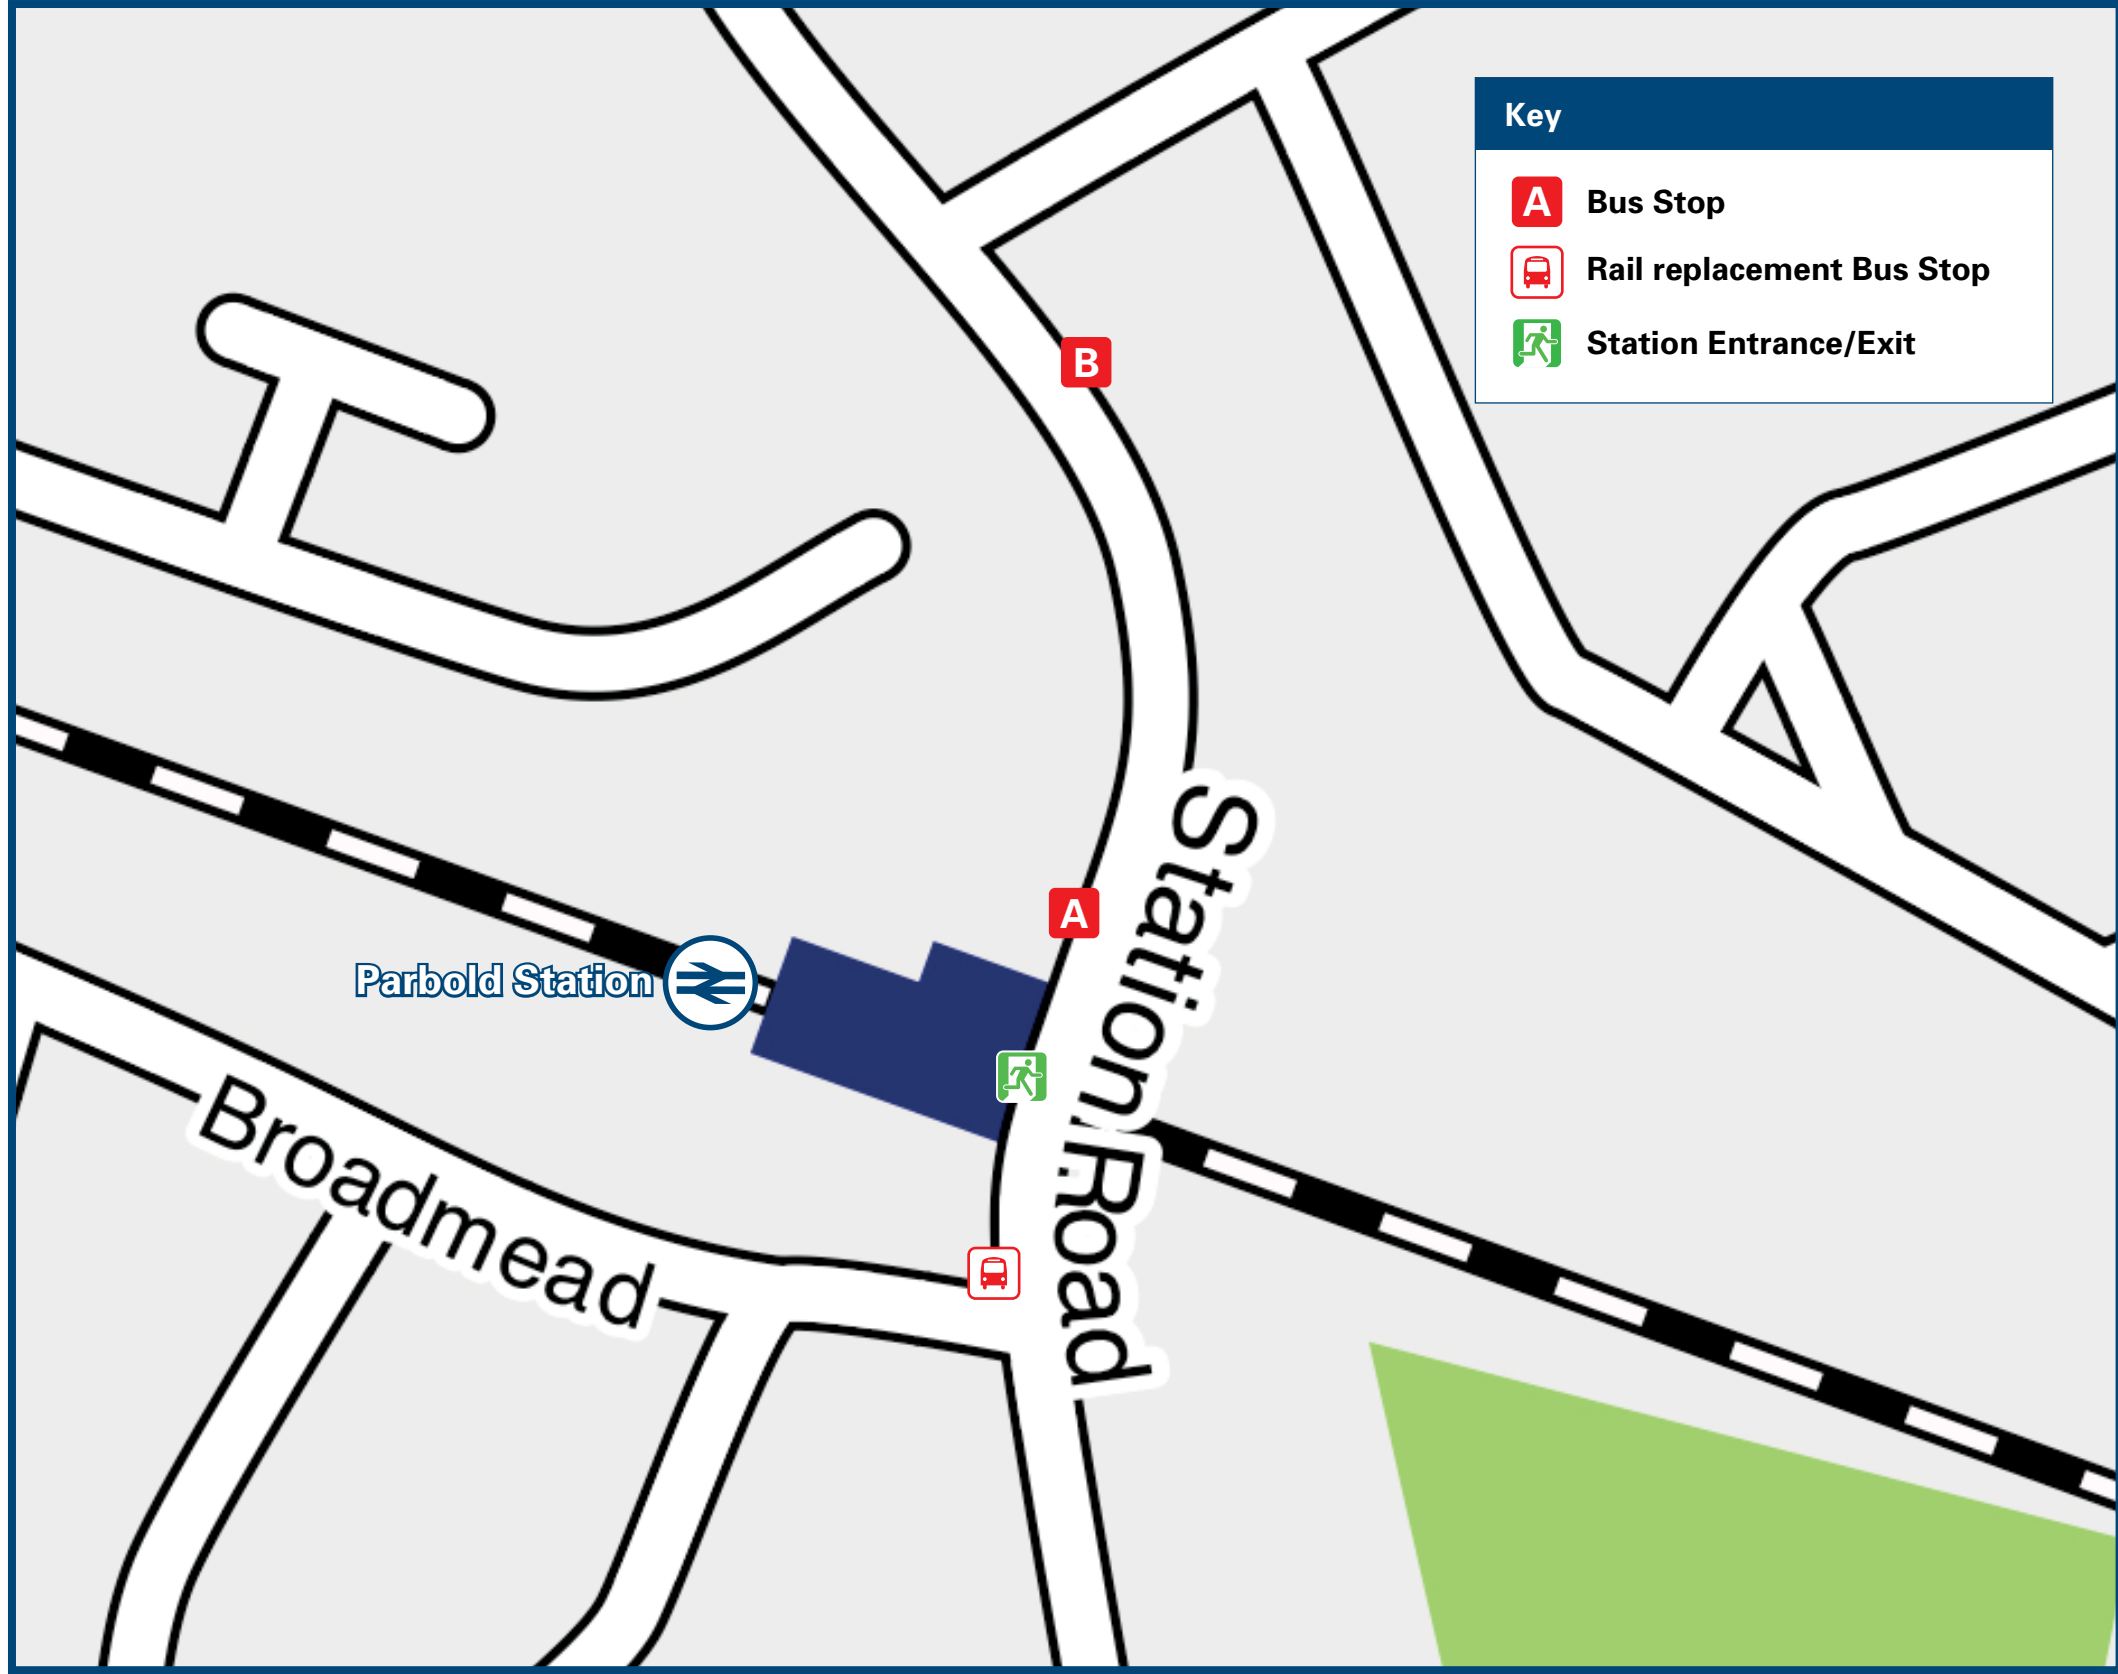 Key
A Bus Stop
Rail replacement Bus Stop
Station Entrance/Exit
B
Station Road
A
Parbold Station
Broadmead